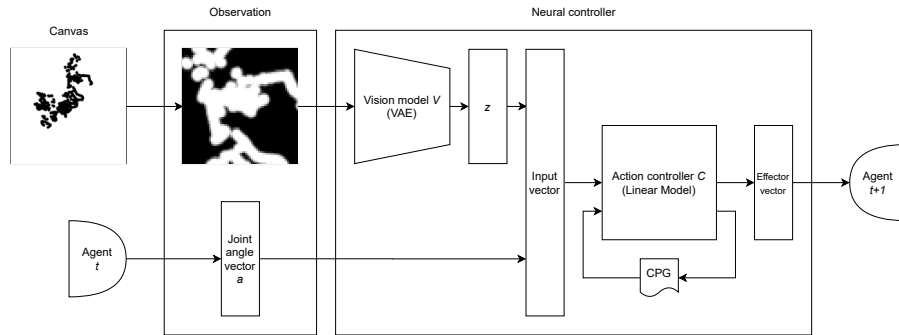 Canvas
Observation
Neural controller
Vision model V
(VAE)
z
Input
vector
Action controller C
(Linear Model)
Effector
vector
Agent
t+1
Agent
t
Joint
angle
vector
a
CPG